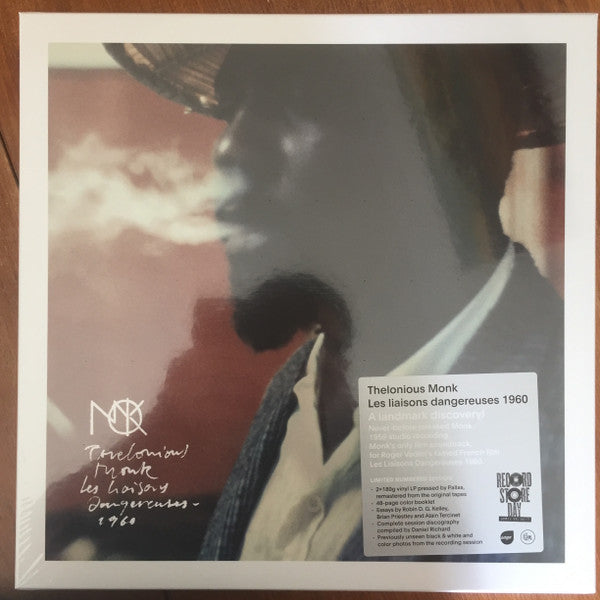 MONK
Thelonious
Monk
Les liaisons
dangereuses -
1960
Thelonious Monk
Les liaisons dangereuses 1960
A landmark discovery!
Never-before-released Monk
1959 studio recording
Monk's only film soundtrack,
for Roger Vadim's famed French film
Les Liaisons Dangereuses 1960
LIMITED NUMBERED
• 2×180g vinyl LP pressed by Pallas,
remastered from the original tapes
• 48-page color booklet
• Essays by Robin D. G. Kelley,
Brian Priestley and Alain Tercinet
• Complete session discography
compiled by Daniel Richard
• Previously unseen black & white and
color photos from the recording session
RECORD
STORE
DAY